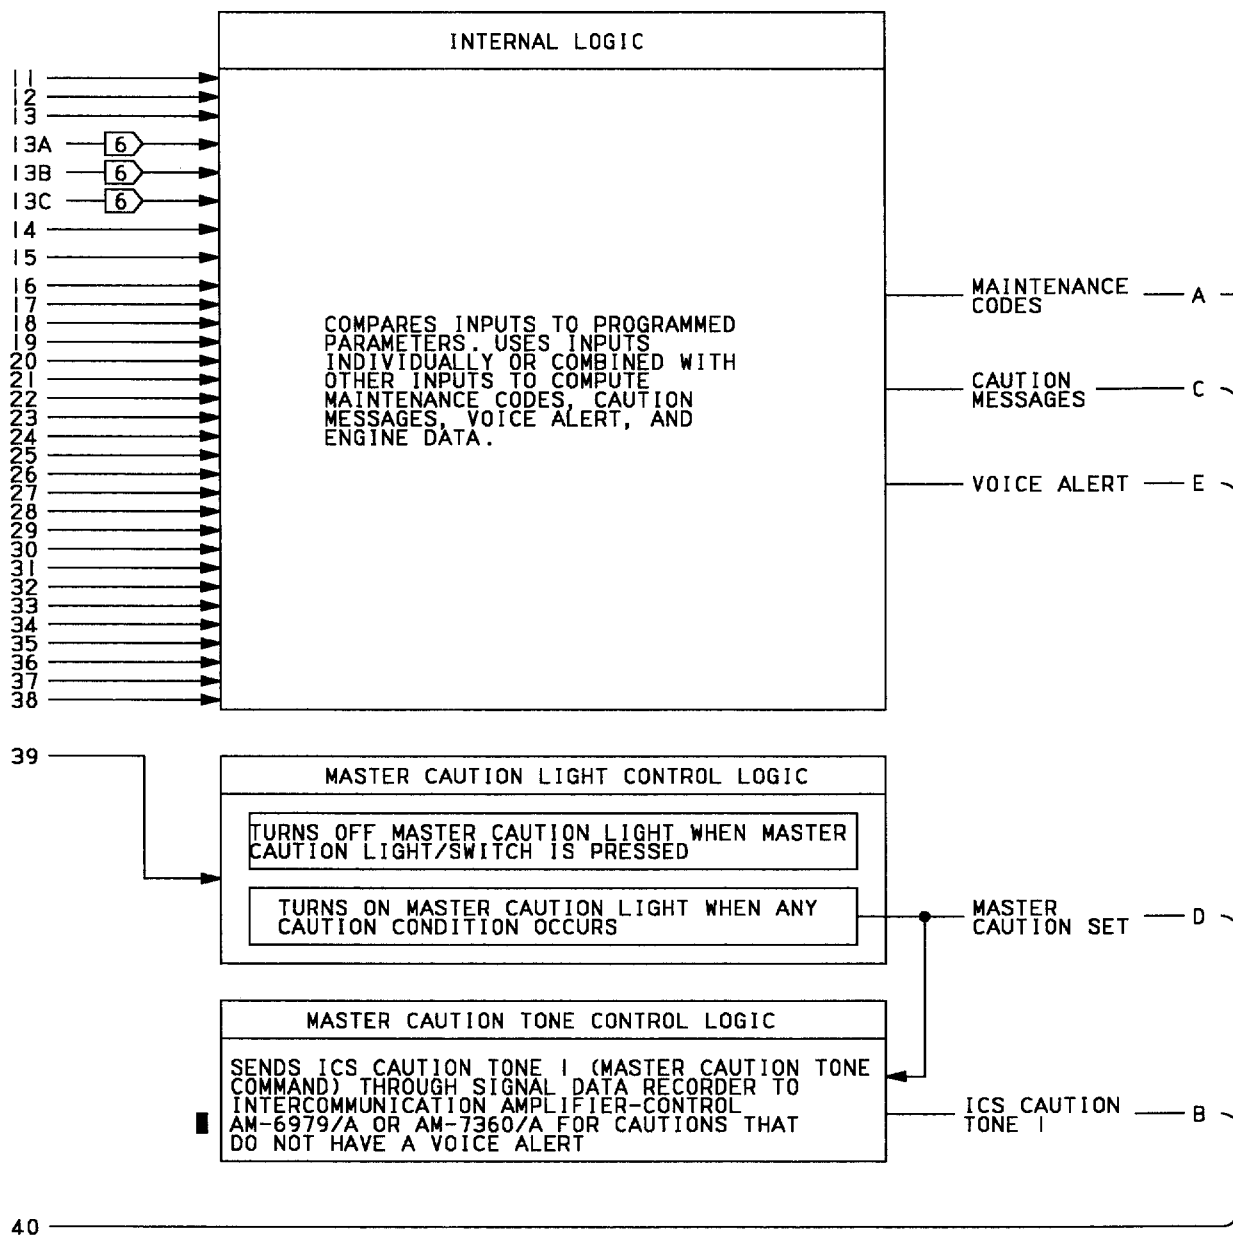 INTERNAL LOGIC
11
12
13
13A 6
13B 6
13C 6
14
15
16
17
18
19
20
21
22
23
24
25
26
27
28
29
30
31
32
33
34
35
36
37
38
COMPARES INPUTS TO PROGRAMMED
PARAMETERS. USES INPUTS
INDIVIDUALLY OR COMBINED WITH
OTHER INPUTS TO COMPUTE
MAINTENANCE CODES, CAUTION
MESSAGES, VOICE ALERT, AND
ENGINE DATA.
MAINTENANCE
CODES
A
CAUTION
MESSAGES
C
VOICE ALERT E
39
MASTER CAUTION LIGHT CONTROL LOGIC
TURNS OFF MASTER CAUTION LIGHT WHEN MASTER
CAUTION LIGHT/SWITCH IS PRESSED
TURNS ON MASTER CAUTION LIGHT WHEN ANY
CAUTION CONDITION OCCURS
MASTER
CAUTION SET
D
MASTER CAUTION TONE CONTROL LOGIC
SENDS ICS CAUTION TONE 1 (MASTER CAUTION TONE
COMMAND) THROUGH SIGNAL DATA RECORDER TO
INTERCOMMUNICATION AMPLIFIER-CONTROL
AM-6979/A OR AM-7360/A FOR CAUTIONS THAT
DO NOT HAVE A VOICE ALERT
ICS CAUTION
TONE 1
B
40